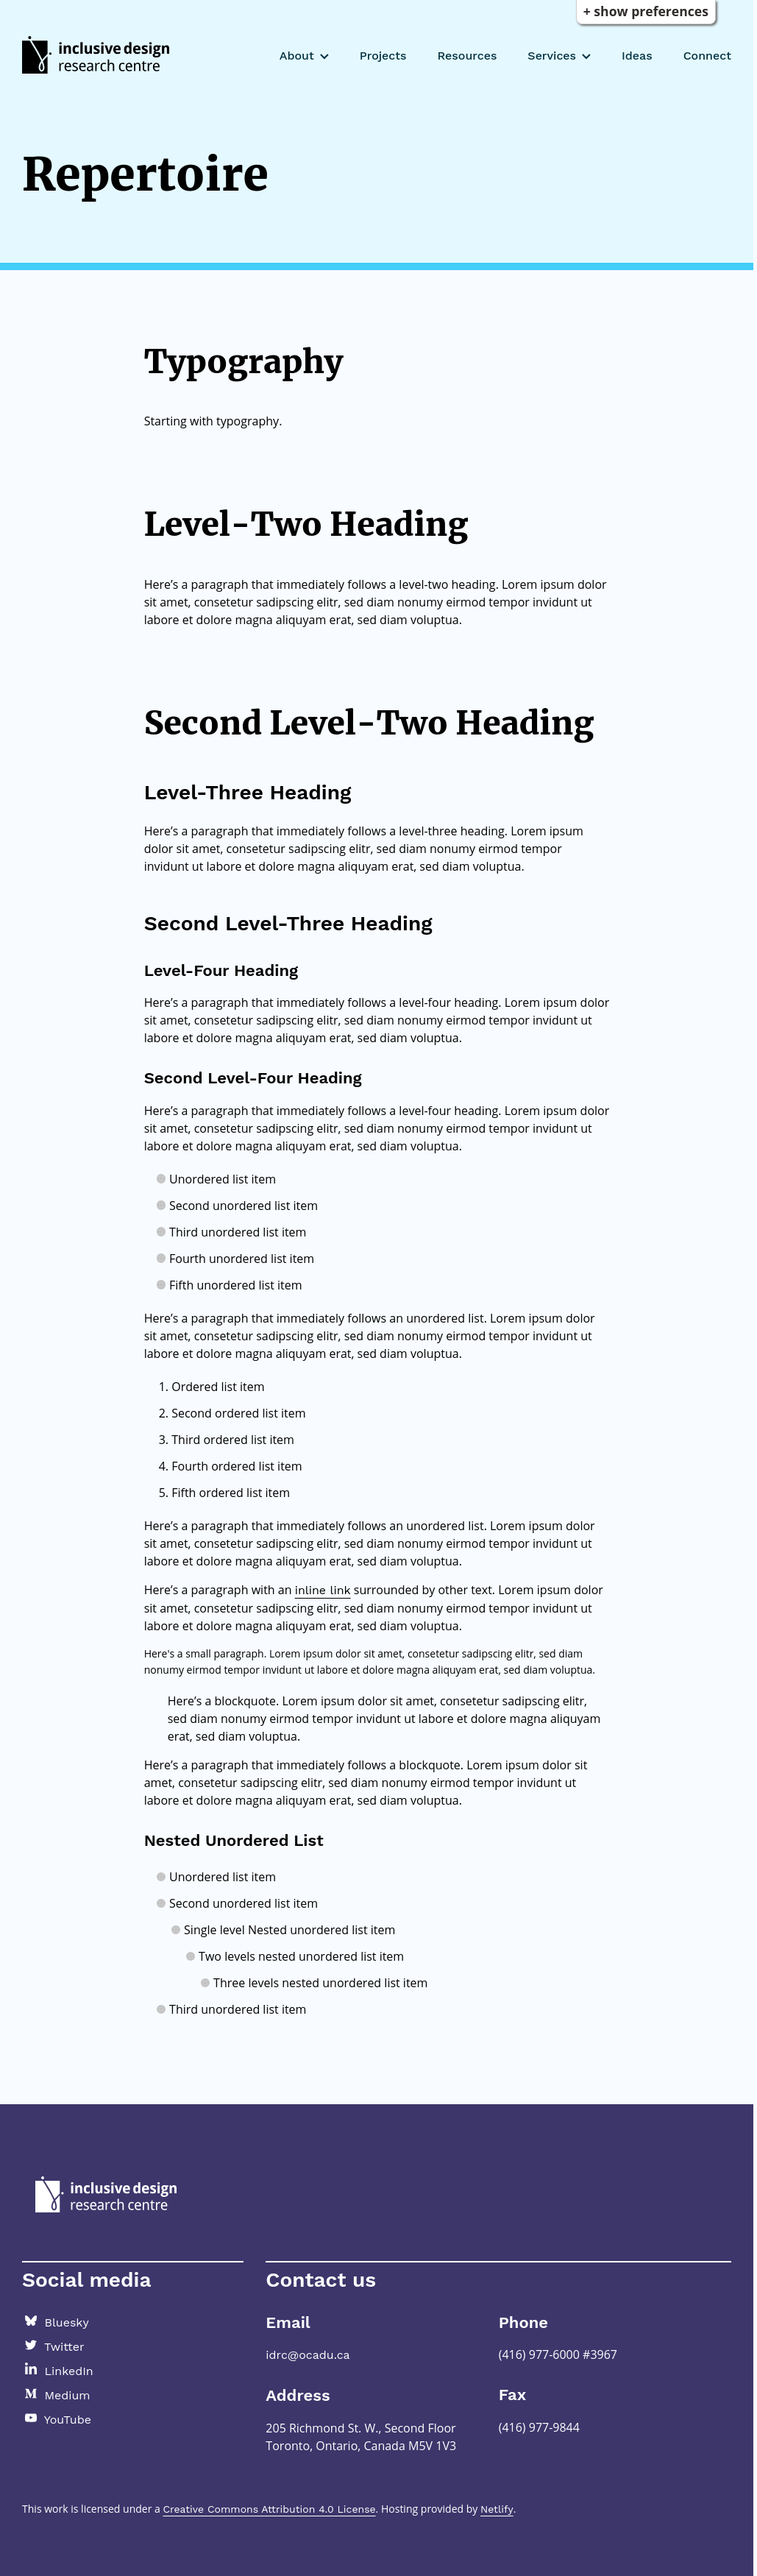 + show preferences
inclusive design
research centre
About Projects Resources Services Ideas Connect
Repertoire
Typography
Starting with typography.
Level-Two Heading
Here’s a paragraph that immediately follows a level-two heading. Lorem ipsum dolor
sit amet, consetetur sadipscing elitr, sed diam nonumy eirmod tempor invidunt ut
labore et dolore magna aliquyam erat, sed diam voluptua.
Second Level-Two Heading
Level-Three Heading
Here’s a paragraph that immediately follows a level-three heading. Lorem ipsum
dolor sit amet, consetetur sadipscing elitr, sed diam nonumy eirmod tempor
invidunt ut labore et dolore magna aliquyam erat, sed diam voluptua.
Second Level-Three Heading
Level-Four Heading
Here’s a paragraph that immediately follows a level-four heading. Lorem ipsum dolor
sit amet, consetetur sadipscing elitr, sed diam nonumy eirmod tempor invidunt ut
labore et dolore magna aliquyam erat, sed diam voluptua.
Second Level-Four Heading
Here’s a paragraph that immediately follows a level-four heading. Lorem ipsum dolor
sit amet, consetetur sadipscing elitr, sed diam nonumy eirmod tempor invidunt ut
labore et dolore magna aliquyam erat, sed diam voluptua.
Unordered list item
Second unordered list item
Third unordered list item
Fourth unordered list item
Fifth unordered list item
Here’s a paragraph that immediately follows an unordered list. Lorem ipsum dolor
sit amet, consetetur sadipscing elitr, sed diam nonumy eirmod tempor invidunt ut
labore et dolore magna aliquyam erat, sed diam voluptua.
1. Ordered list item
2. Second ordered list item
3. Third ordered list item
4. Fourth ordered list item
5. Fifth ordered list item
Here’s a paragraph that immediately follows an unordered list. Lorem ipsum dolor
sit amet, consetetur sadipscing elitr, sed diam nonumy eirmod tempor invidunt ut
labore et dolore magna aliquyam erat, sed diam voluptua.
Here’s a paragraph with an inline link surrounded by other text. Lorem ipsum dolor
sit amet, consetetur sadipscing elitr, sed diam nonumy eirmod tempor invidunt ut
labore et dolore magna aliquyam erat, sed diam voluptua.
Here's a small paragraph. Lorem ipsum dolor sit amet, consetetur sadipscing elitr, sed diam
nonumy eirmod tempor invidunt ut labore et dolore magna aliquyam erat, sed diam voluptua.
Here’s a blockquote. Lorem ipsum dolor sit amet, consetetur sadipscing elitr,
sed diam nonumy eirmod tempor invidunt ut labore et dolore magna aliquyam
erat, sed diam voluptua.
Here’s a paragraph that immediately follows a blockquote. Lorem ipsum dolor sit
amet, consetetur sadipscing elitr, sed diam nonumy eirmod tempor invidunt ut
labore et dolore magna aliquyam erat, sed diam voluptua.
Nested Unordered List
Unordered list item
Second unordered list item
Single level Nested unordered list item
Two levels nested unordered list item
Three levels nested unordered list item
Third unordered list item
inclusive design
research centre
Social media
Bluesky
Twitter
LinkedIn
Medium
YouTube
Contact us
Email
idrc@ocadu.ca
Address
205 Richmond St. W., Second Floor
Toronto, Ontario, Canada M5V 1V3
Phone
(416) 977-6000 #3967
Fax
(416) 977-9844
This work is licensed under a Creative Commons Attribution 4.0 License. Hosting provided by Netlify.